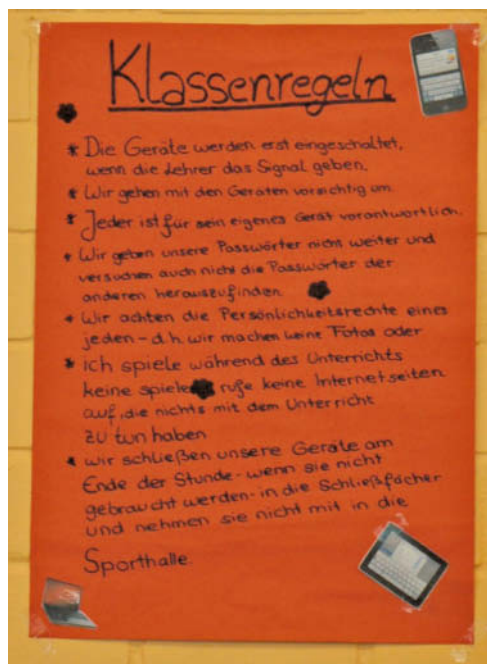 Klassenregeln
* Die Geräte werden erst eingeschaltet,
wenn die Lehrer das Signal geben.
* Wir gehen mit den Geräten vorsichtig um.
* Jeder ist für sein eigenes Gerät verantwortlich.
* Wir geben unsere Passwörter nicht weiter und
versuchen auch nicht die Passwörter der
anderen herauszufinden.
* Wir achten die Persönlichkeitsrechte eines
jeden - d.h. wir machen keine Fotos oder
* Ich spiele während des Unterrichts
keine spiele rufe keine Internetseiten
auf, die nichts mit dem Unterricht
zu tun haben
* wir schließen unsere Geräte am
Ende der Stunde - wenn sie nicht
gebraucht werden - in die Schließfächer
und nehmen sie nicht mit in die
Sporthalle.